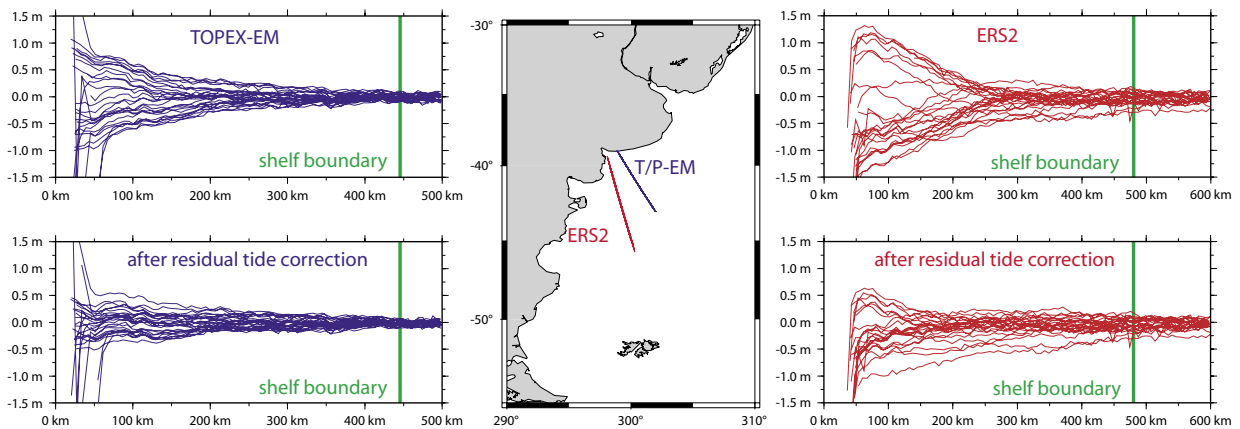 TOPEX-EM
1.5 m
1.0 m
0.5 m
0.0 m
-0.5 m
-1.0 m
-1.5 m
shelf boundary
0 km 100 km 200 km 300 km 400 km 500 km
after residual tide correction
1.5 m
1.0 m
0.5 m
0.0 m
-0.5 m
-1.0 m
-1.5 m
shelf boundary
0 km 100 km 200 km 300 km 400 km 500 km
-30°
-40°
-50°
T/P-EM
ERS2
290° 300° 310°
ERS2
1.5 m
1.0 m
0.5 m
0.0 m
-0.5 m
-1.0 m
-1.5 m
shelf boundary
0 km 100 km 200 km 300 km 400 km 500 km 600 km
after residual tide correction
1.5 m
1.0 m
0.5 m
0.0 m
-0.5 m
-1.0 m
-1.5 m
shelf boundary
0 km 100 km 200 km 300 km 400 km 500 km 600 km